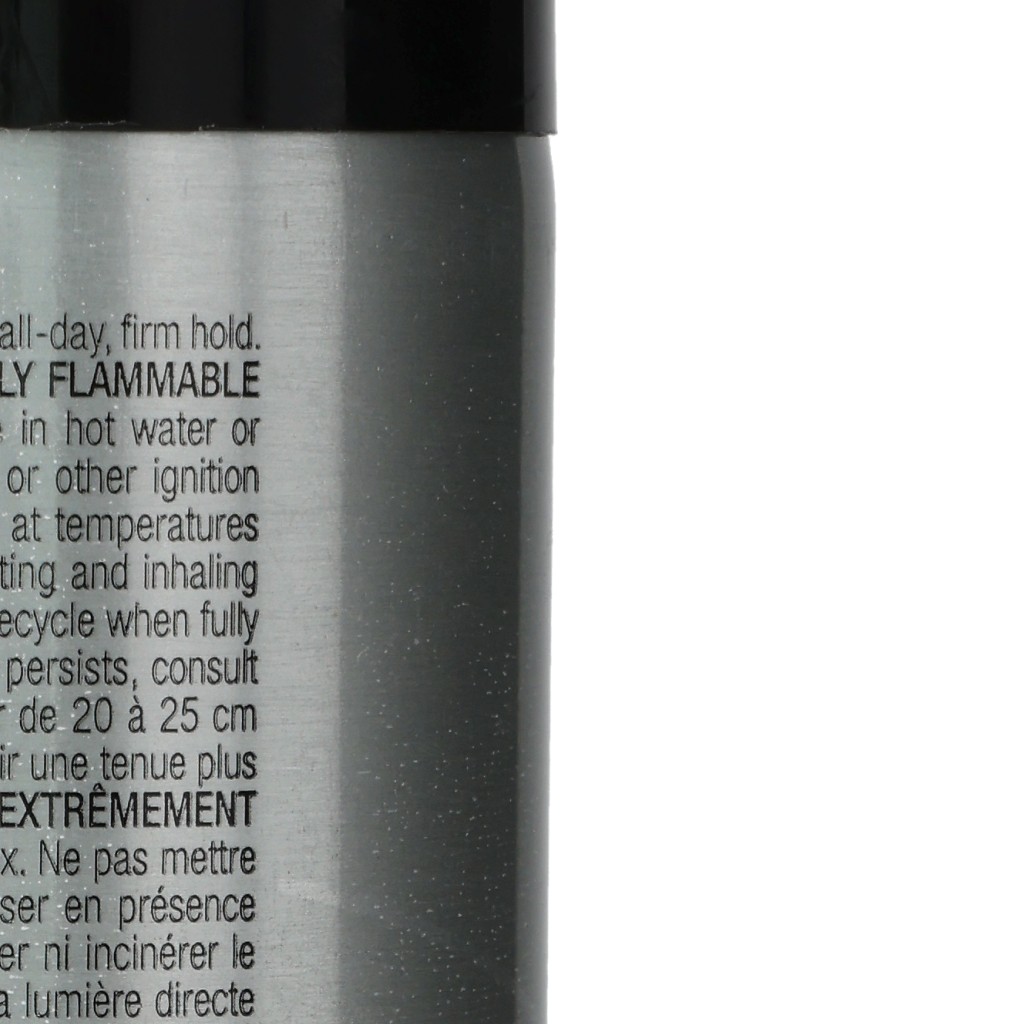 all-day, firm hold.
LY FLAMMABLE
in hot water or
or other ignition
at temperatures
ting and inhaling
ecycle when fully
persists, consult
r de 20 à 25 cm
ir une tenue plus
EXTRÊMEMENT
x. Ne pas mettre
ser en présence
er ni incinérer le
a lumière directe